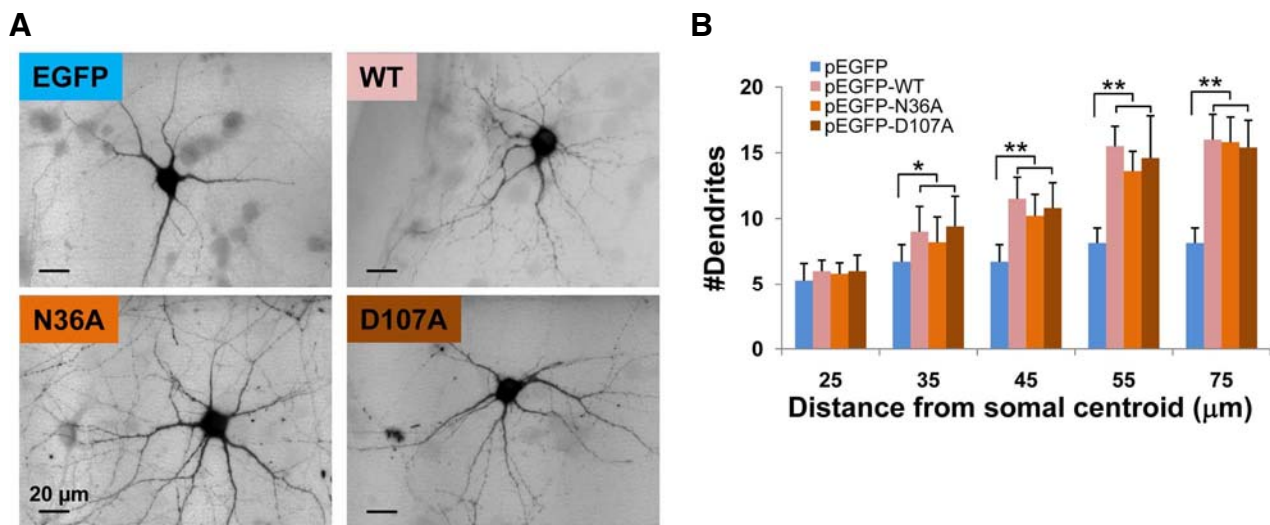 A
EGFP
WT
N36A
20 µm
D107A
B
pEGFP
pEGFP-WT
pEGFP-N36A
pEGFP-D107A
20
15
10
5
0
#Dendrites
*
**
**
**
25 35 45 55 75
Distance from somal centroid (µm)